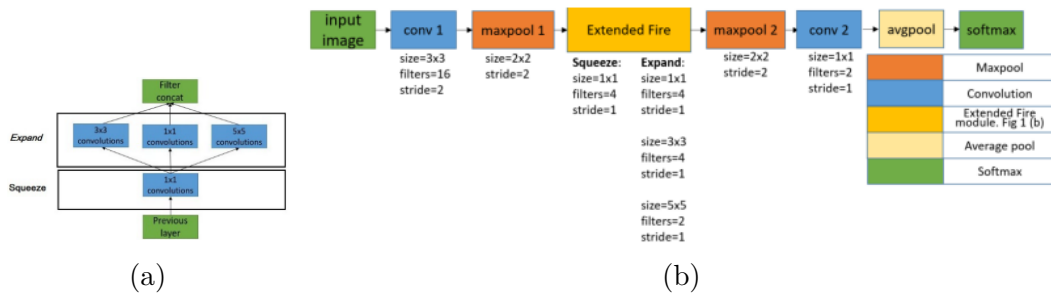 Filter
concat
Expand
3x3
convolutions
1x1
convolutions
5x5
convolutions
Squeeze
1x1
convolutions
Previous
layer
(a)
input
image
conv 1
maxpool 1
Extended Fire
maxpool 2
conv 2
avgpool
softmax
size=3x3
filters=16
stride=2
size=2x2
stride=2
Squeeze:
size=1x1
filters=4
stride=1
Expand:
size=1x1
filters=4
stride=1
size=3x3
filters=4
stride=1
size=5x5
filters=2
stride=1
size=2x2
stride=2
size=1x1
filters=2
stride=1
Maxpool
Convolution
Extended Fire
module. Fig 1 (b)
Average pool
Softmax
(b)